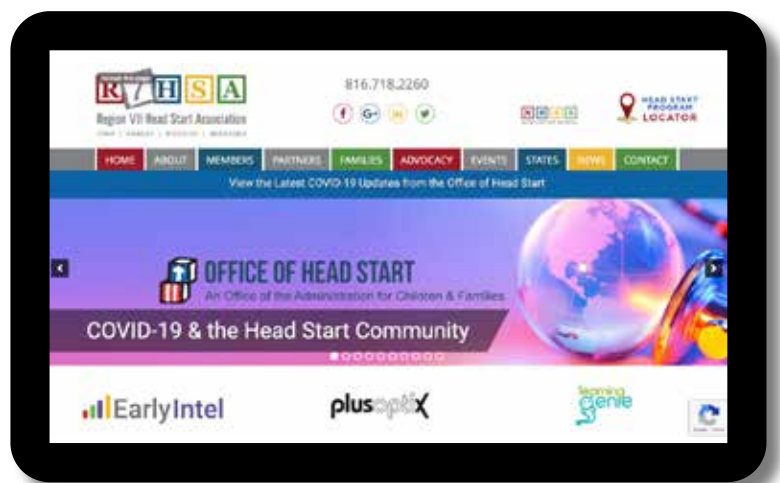 R7HSA
816.718.2260
Region VII Head Start Association
IOWA | KANSAS | MISSOURI | NEBRASKA
HEAD START
PROGRAM
LOCATOR
HOME ABOUT MEMBERS PARTNERS FAMILIES ADVOCACY EVENTS STATES NEWS CONTACT
View the Latest COVID-19 Updates from the Office of Head Start
OFFICE OF HEAD START
An Office of the Administration for Children & Families
COVID-19 & the Head Start Community
EarlyIntel
plusoptiX
learning
genie